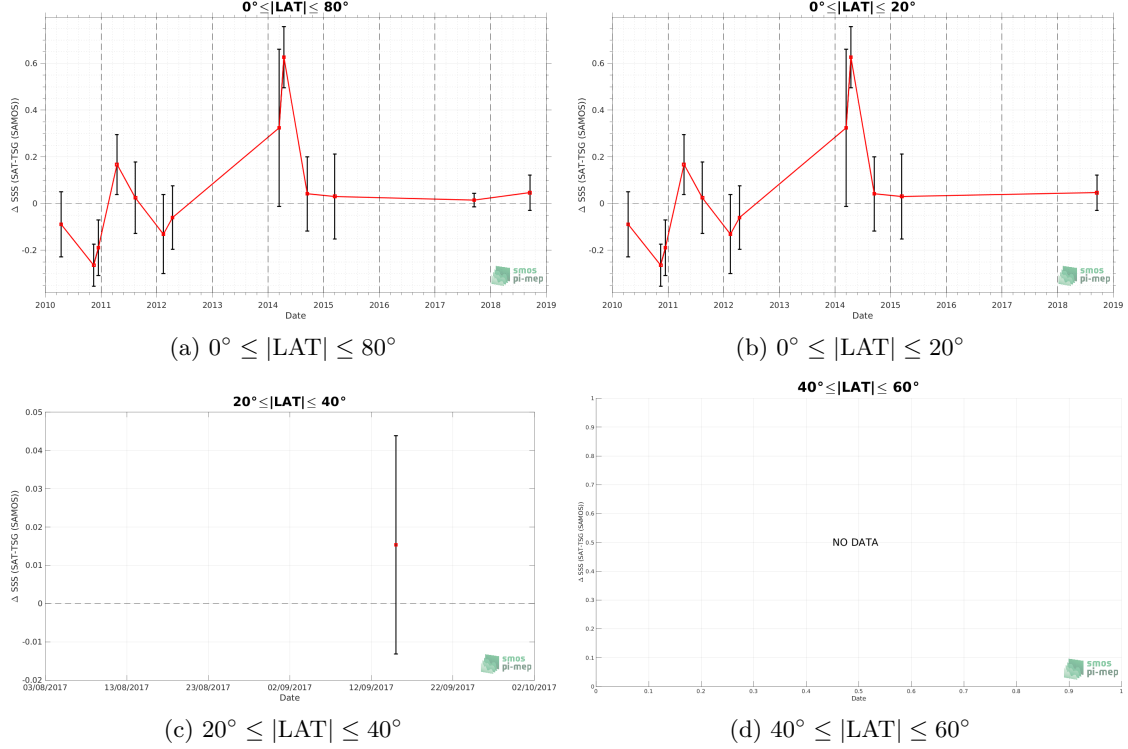 0°≤|LAT|≤ 80°
Δ SSS (SAT-TSG (SAMOS))
0.6
0.4
0.2
0
-0.2
2010 2011 2012 2013 2014 2015 2016 2017 2018 2019
Date
smos
pi-mep
(a) 0° ≤ |LAT| ≤ 80°
0°≤|LAT|≤ 20°
Δ SSS (SAT-TSG (SAMOS))
0.6
0.4
0.2
0
-0.2
2010 2011 2012 2013 2014 2015 2016 2017 2018 2019
Date
smos
pi-mep
(b) 0° ≤ |LAT| ≤ 20°
20°≤|LAT|≤ 40°
Δ SSS (SAT-TSG (SAMOS))
0.05
0.04
0.03
0.02
0.01
0
-0.01
-0.02
03/08/2017 13/08/2017 23/08/2017 02/09/2017 12/09/2017 22/09/2017 02/10/2017
Date
smos
pi-mep
(c) 20° ≤ |LAT| ≤ 40°
40°≤|LAT|≤ 60°
Δ SSS (SAT-TSG (SAMOS))
1
0.9
0.8
0.7
0.6
0.5
0.4
0.3
0.2
0.1
0
NO DATA
0 0.1 0.2 0.3 0.4 0.5 0.6 0.7 0.8 0.9 1
Date
smos
pi-mep
(d) 40° ≤ |LAT| ≤ 60°